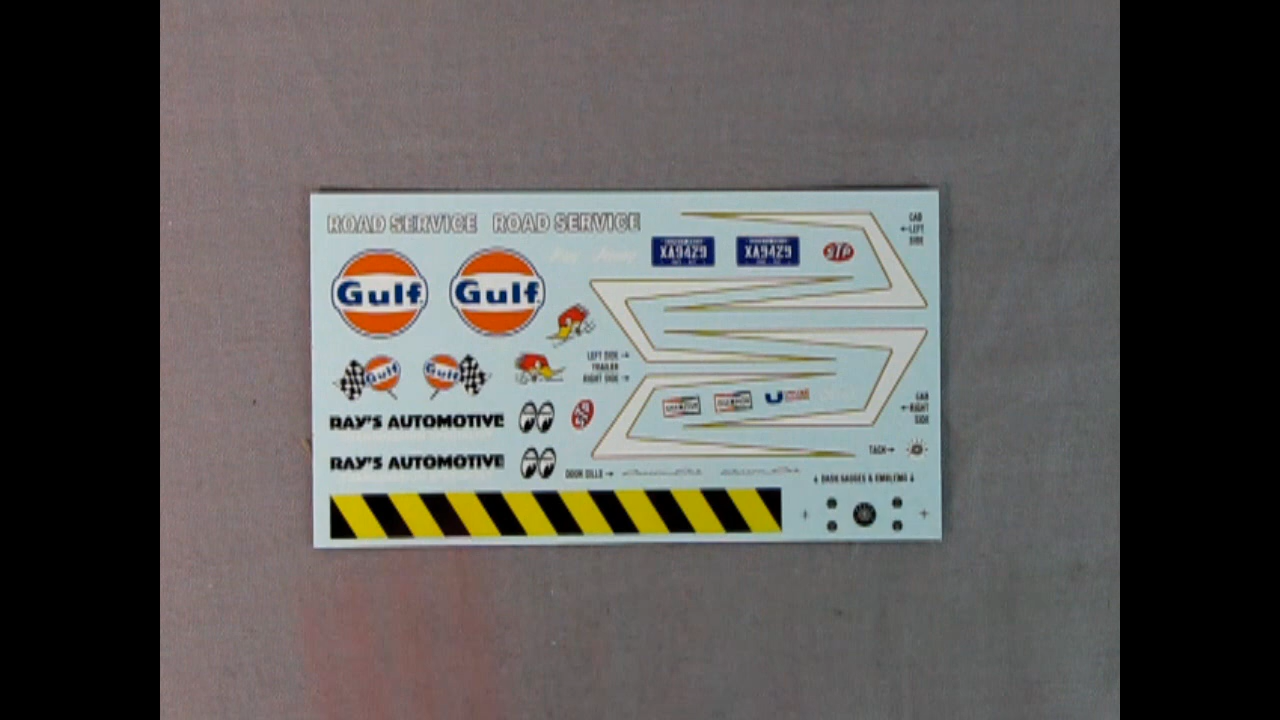 ROAD SERVICE ROAD SERVICE
CAB
LEFT
SIDE
XA9429 XA9429 STP
Gulf Gulf
LEFT SIDE
TRAILER
RIGHT SIDE
Gulf Gulf
CAB
RIGHT
SIDE
RAY'S AUTOMOTIVE STP
TACH
RAY'S AUTOMOTIVE
DOOR SILLS
DASH GAUGES & EMBLEMS